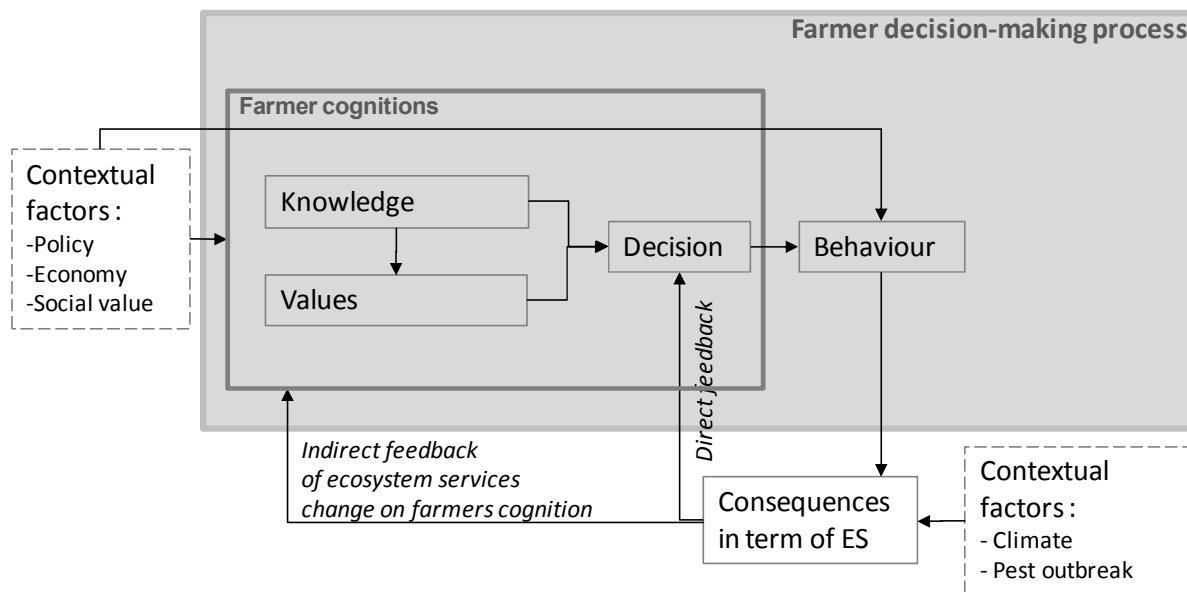 Farmer decision-making process
Farmer cognitions
Contextual
factors :
-Policy
-Economy
-Social value
Knowledge
Values
Decision
Behaviour
Direct feedback
Indirect feedback
of ecosystem services
change on farmers cognition
Consequences
in term of ES
Contextual
factors :
- Climate
- Pest outbreak